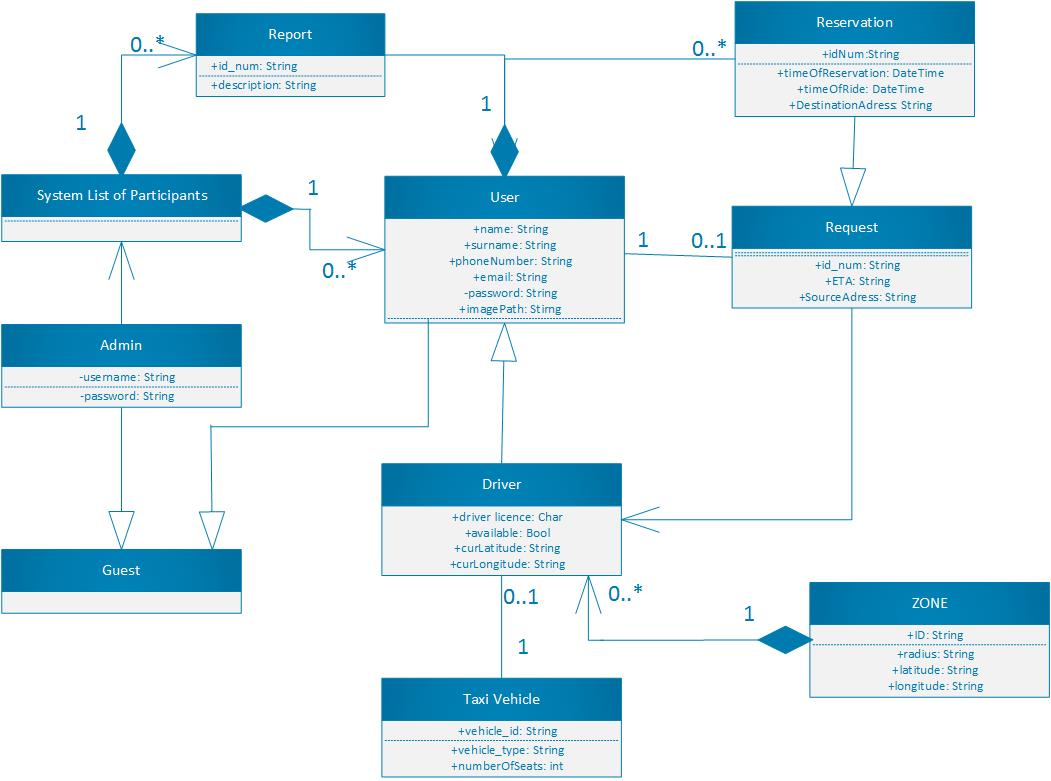 Report
+id_num: String
+description: String
Reservation
+idNum:String
+timeOfReservation: DateTime
+timeOfRide: DateTime
+DestinationAdress: String
0..*
0..*
1
1
System List of Participants
1
0..*
User
+name: String
+surname: String
+phoneNumber: String
+email: String
-password: String
+imagePath: Stirng
1
0..1
Request
+id_num: String
+ETA: String
+SourceAdress: String
Admin
-username: String
-password: String
Driver
+driver licence: Char
+available: Bool
+curLatitude: String
+curLongitude: String
Guest
0..1
0..*
1
1
ZONE
+ID: String
+radius: String
+latitude: String
+longitude: String
Taxi Vehicle
+vehicle_id: String
+vehicle_type: String
+numberOfSeats: int